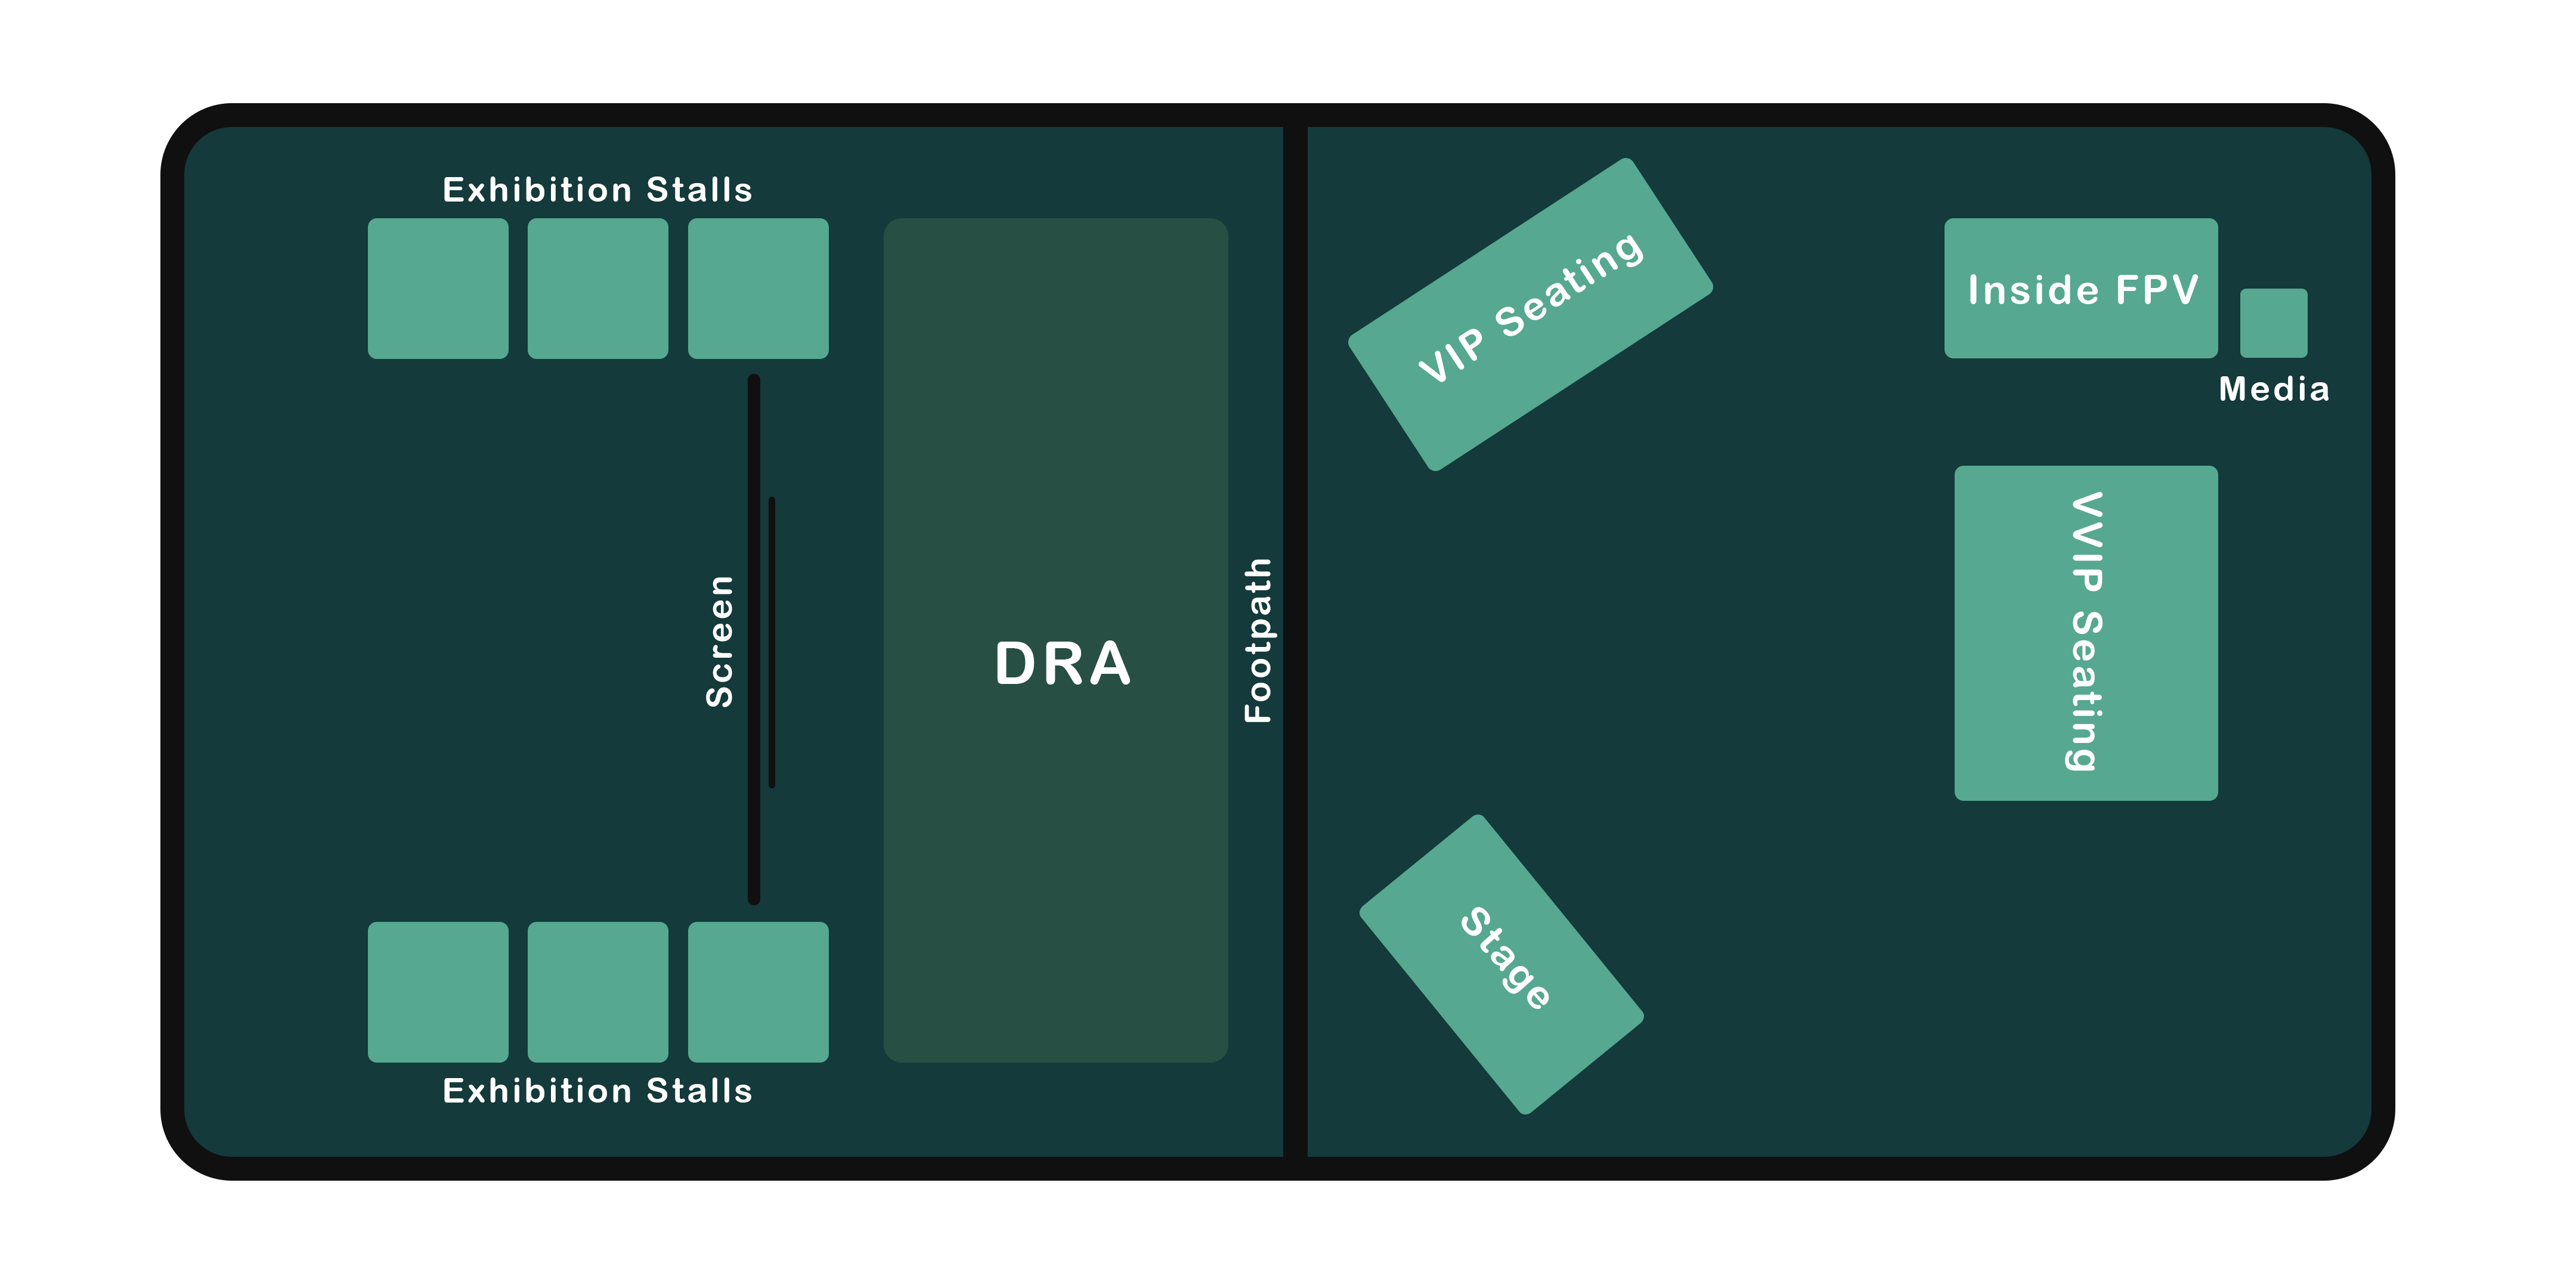 Exhibition Stalls
Screen
DRA
Footpath
Exhibition Stalls
VIP Seating
Stage
Inside FPV
Media
VVIP Seating